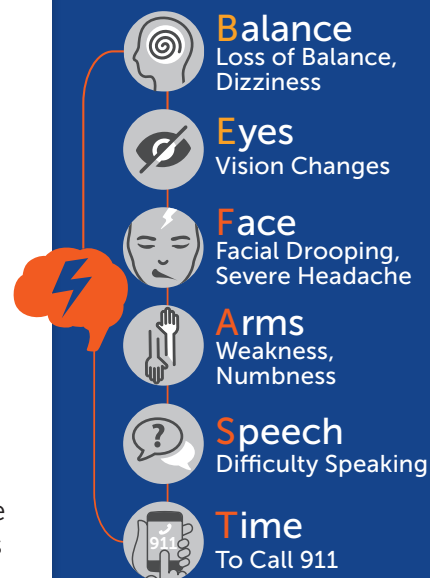 Balance
Loss of Balance,
Dizziness
Eyes
Vision Changes
Face
Facial Drooping,
Severe Headache
Arms
Weakness,
Numbness
?
Speech
Difficulty Speaking
911
Time
To Call 911
e
s